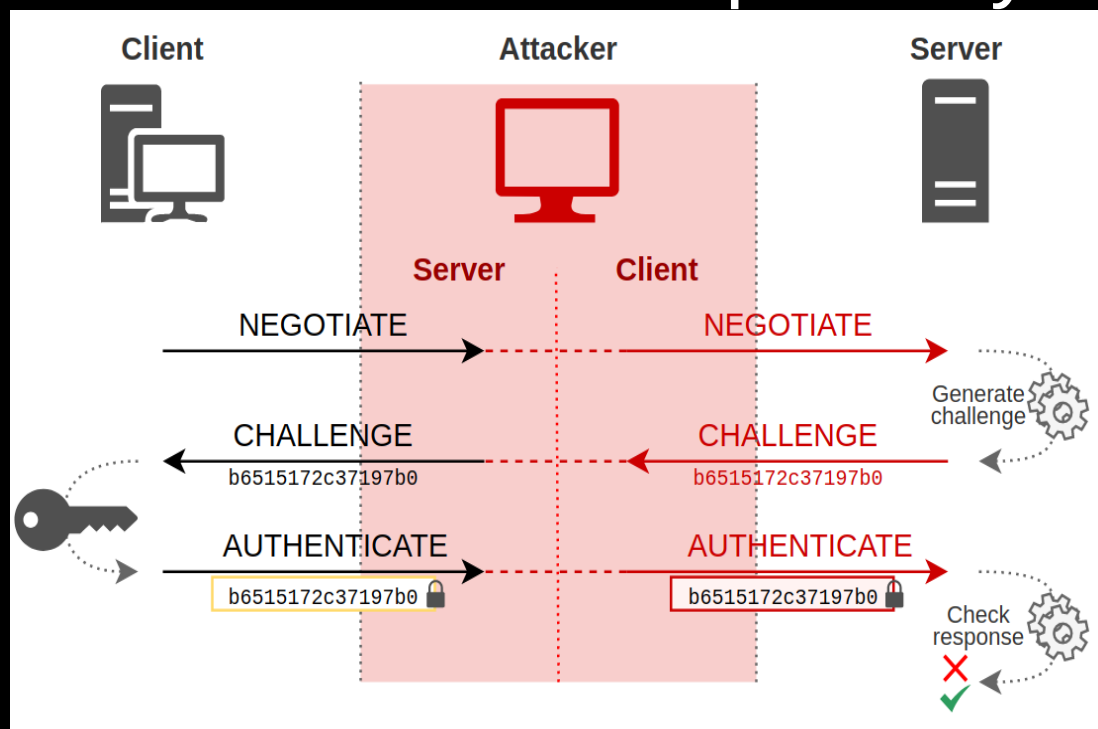 Client
Attacker
Server
Server
Client
NEGOTIATE
NEGOTIATE
Generate
challenge
CHALLENGE
CHALLENGE
b6515172c37197b0
b6515172c37197b0
AUTHENTICATE
AUTHENTICATE
b6515172c37197b0
b6515172c37197b0
Check
response